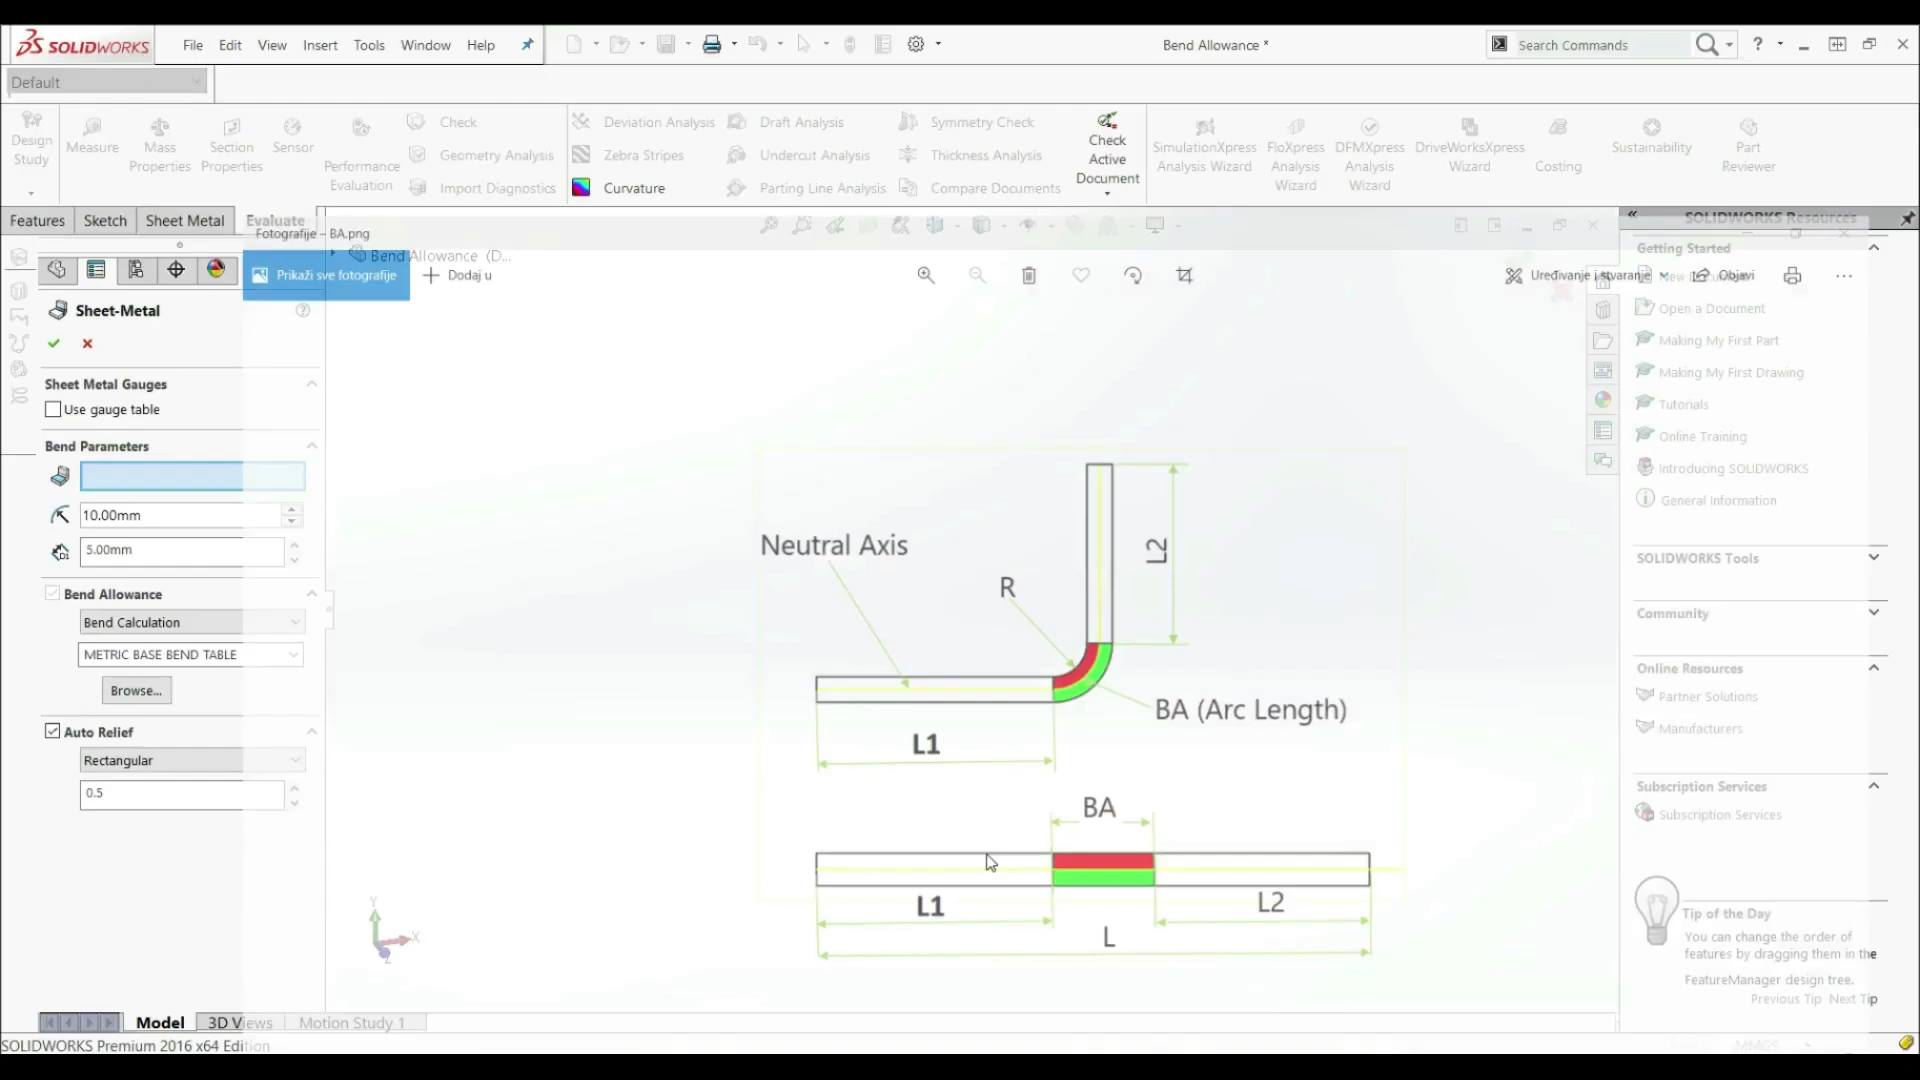 SOLIDWORKS
File Edit View Insert Tools Window Help
Bend Allowance *
Search Commands
?
Default
Design Study
Measure
Mass Properties
Section Properties
Sensor
Performance Evaluation
Check
Geometry Analysis
Import Diagnostics
Deviation Analysis
Zebra Stripes
Curvature
Draft Analysis
Undercut Analysis
Parting Line Analysis
Symmetry Check
Thickness Analysis
Compare Documents
Check Active Document
SimulationXpress Analysis Wizard
FloXpress Analysis Wizard
DFMXpress Analysis Wizard
DriveWorksXpress Wizard
Costing
Sustainability
Part Reviewer
Features Sketch Sheet Metal Evaluate
Fotografije - BA.png
Bend Allowance (D...
Prikaži sve fotografije
Dodaj u
Uređivanje i stvaranje
Objavi
Sheet-Metal
Sheet Metal Gauges
Use gauge table
Bend Parameters
10.00mm
5.00mm
Bend Allowance
Bend Calculation
METRIC BASE BEND TABLE
Browse...
Auto Relief
Rectangular
0.5
Neutral Axis
R
L2
BA (Arc Length)
L1
BA
L1
L2
L
Y
X
Z
SOLIDWORKS Resources
Getting Started
Open a Document
Making My First Part
Making My First Drawing
Tutorials
Online Training
Introducing SOLIDWORKS
General Information
SOLIDWORKS Tools
Community
Online Resources
Partner Solutions
Manufacturers
Subscription Services
Subscription Services
Tip of the Day
You can change the order of
features by dragging them in the
FeatureManager design tree.
Previous Tip Next Tip
Model 3D Views Motion Study 1
SOLIDWORKS Premium 2016 x64 Edition
MMGS